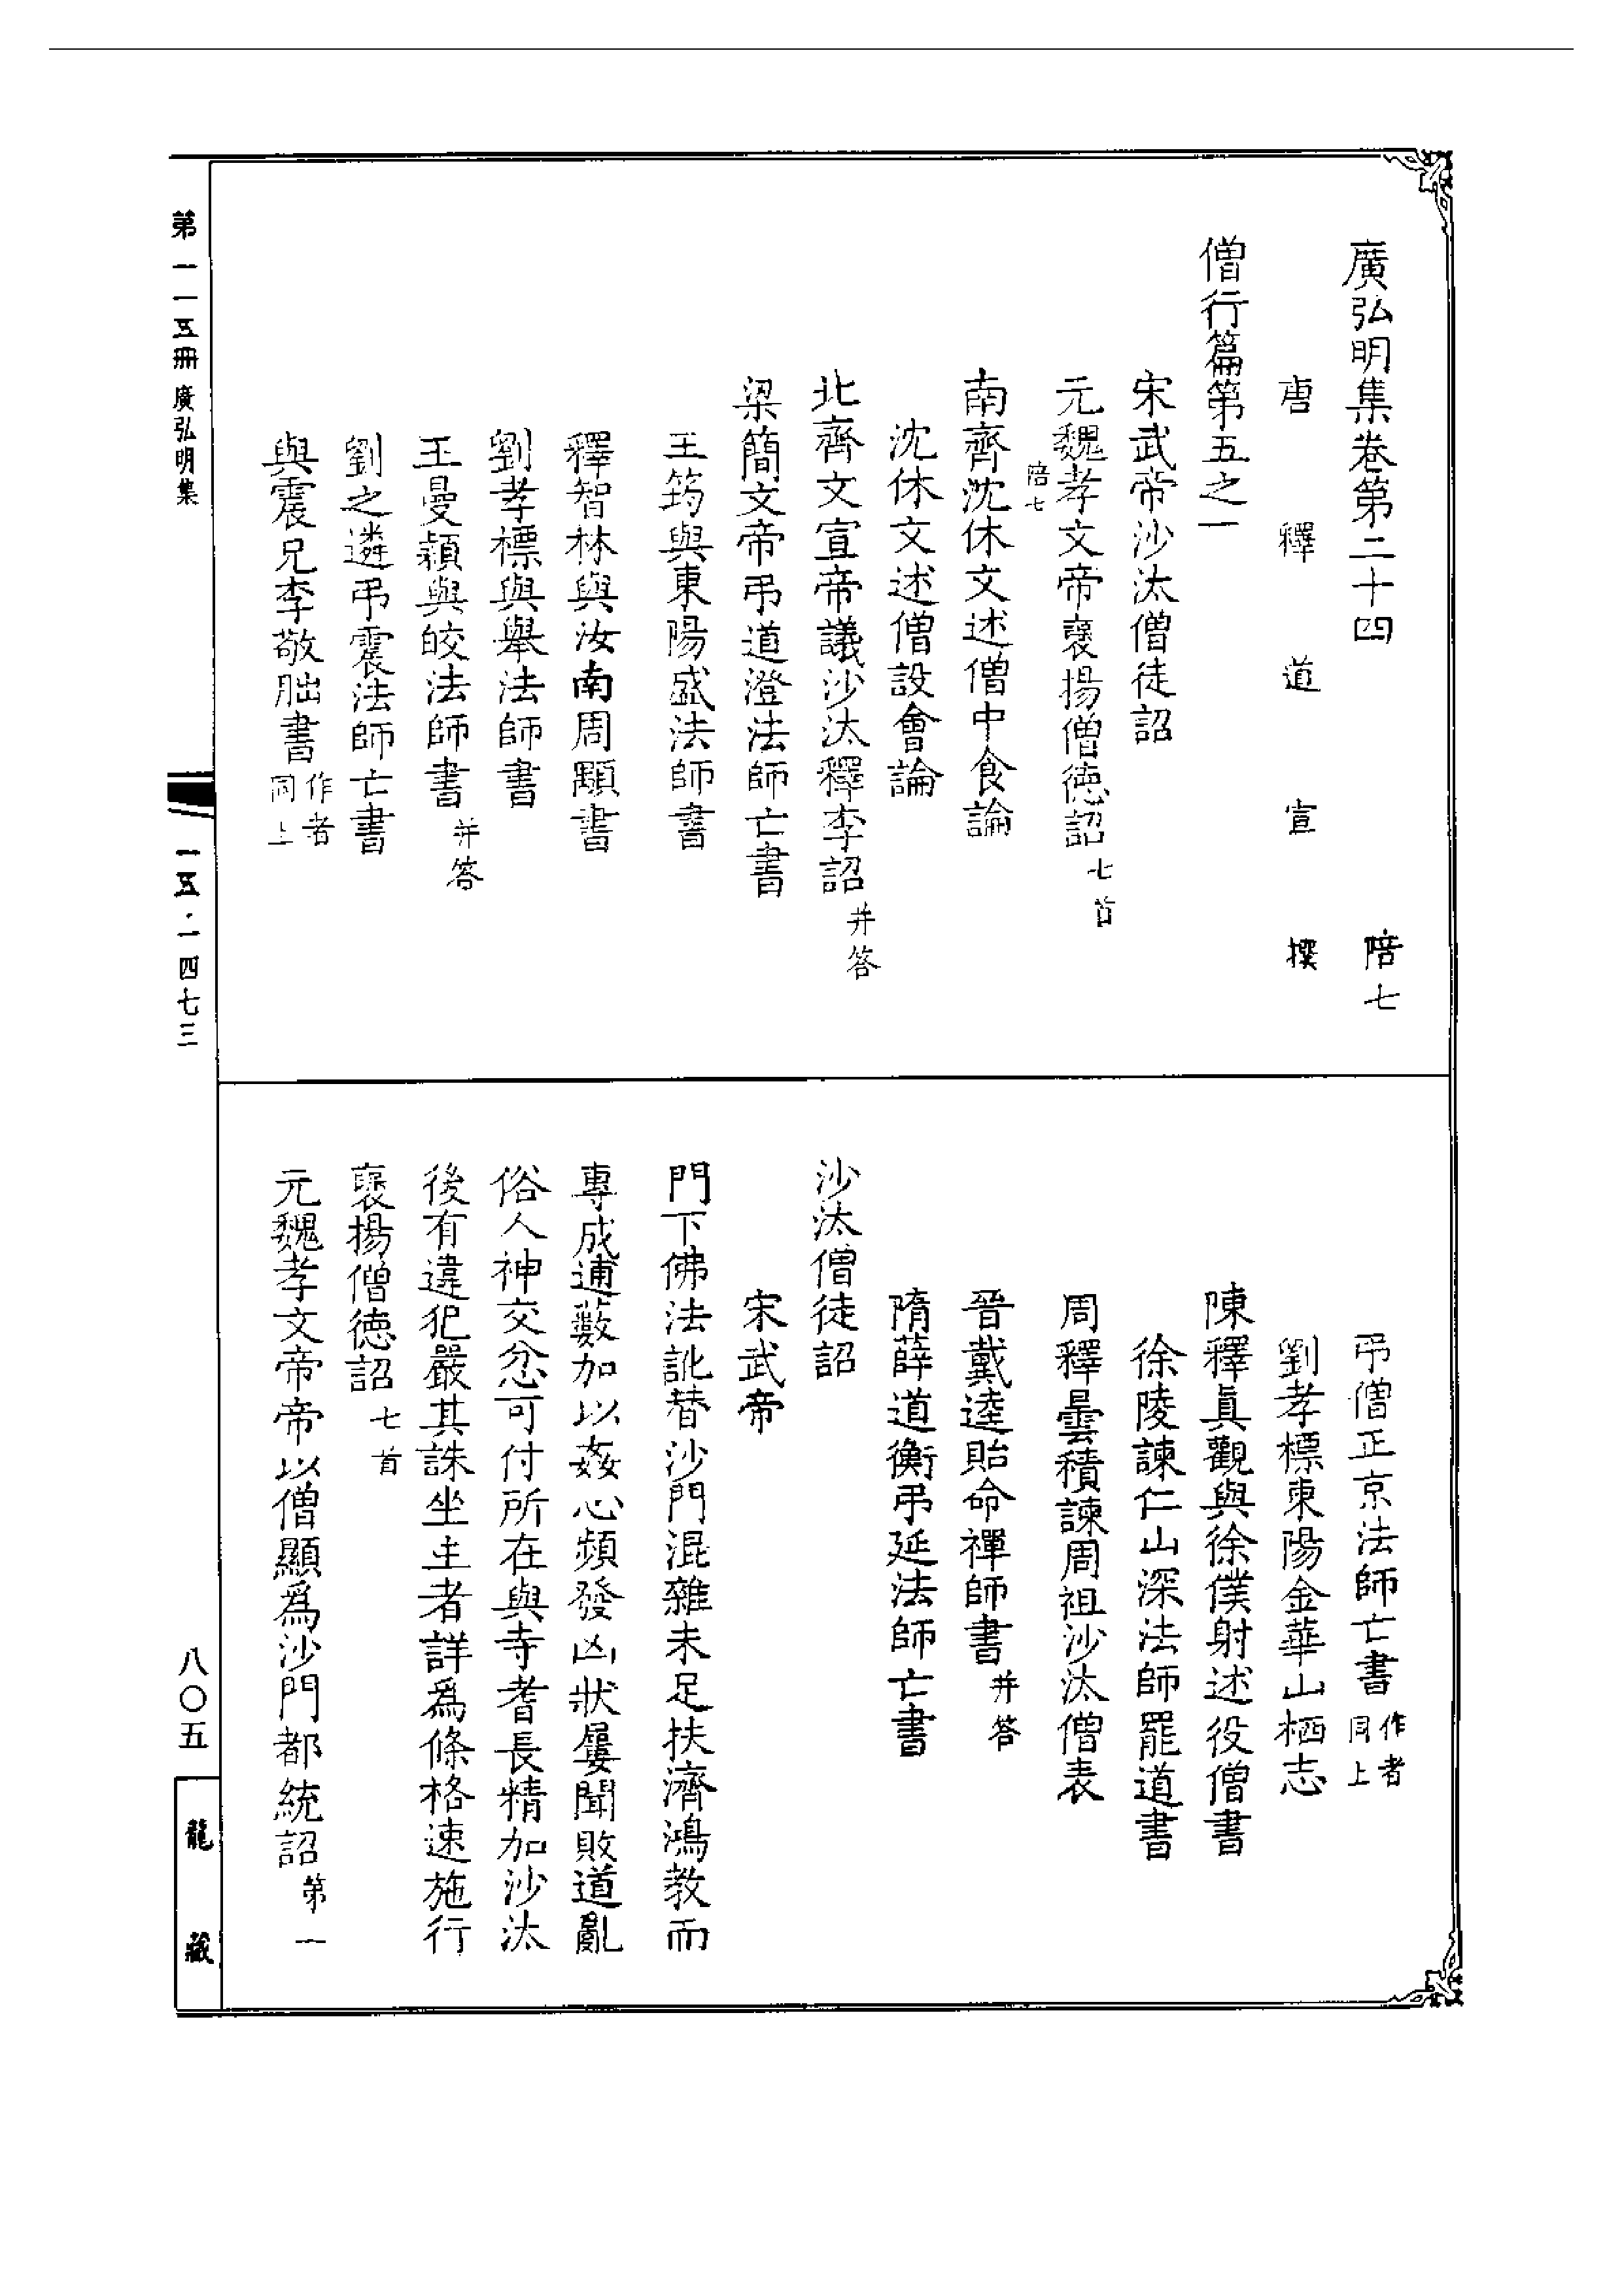 廣弘明集卷第二十四 陪七
唐釋道宣撰
僧行篇第五之一
宋武帝沙汰僧徒詔
元魏孝文帝襃揚僧德詔七首
陪七
南齊沈休文述僧中食論
沈休文述僧設會論
北齊文宣帝議沙汰釋李詔并答
梁簡文帝弔道澄法師亡書
王筠與東陽盛法師書
釋智林與汝南周顒書
劉孝標與舉法師書
王曼穎與皎法師書并答
劉之遴弔震法師亡書
與震兄李敬朏書作者同上
弔僧正京法師亡書作者同上
劉孝標東陽金華山栖志
陳釋眞觀與徐僕射述役僧書
徐陵諫仁山深法師罷道書
周釋曇積諫周祖沙汰僧表
晉戴逵貽命禪師書并答
隋薛道衡弔延法師亡書
沙汰僧徒詔
宋武帝
門下佛法訛替沙門混雜未足扶濟鴻教而
專成逋藪加以姦心頻發凶狀屢聞敗道亂
俗人神交忿可付所在與寺耆長精加沙汰
後有違犯嚴其誅坐主者詳爲條格速施行
襃揚僧德詔七首
元魏孝文帝帝以僧顯爲沙門都統詔第一
第一一五冊 廣弘明集
一五·一四七三
八〇五
龍藏